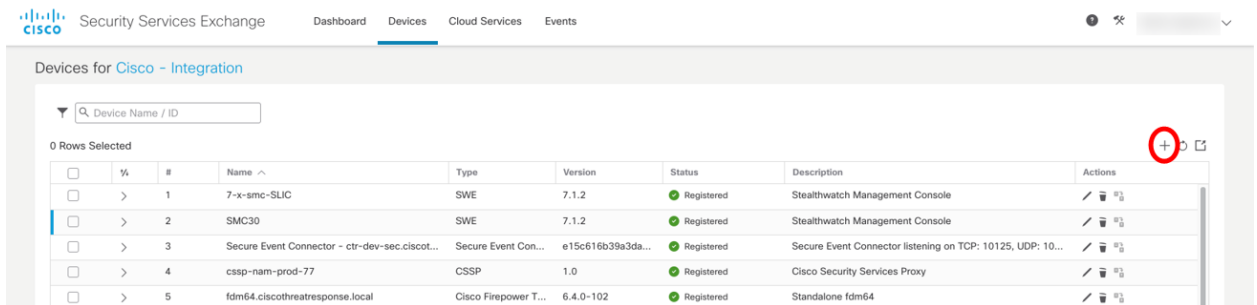 CISCO Security Services Exchange Dashboard Devices Cloud Services Events
Devices for Cisco - Integration
Device Name / ID
0 Rows Selected
% # Name Type Version Status Description Actions
1 7-x-smc-SLIC SWE 7.1.2 Registered Stealthwatch Management Console
2 SMC30 SWE 7.1.2 Registered Stealthwatch Management Console
3 Secure Event Connector - ctr-dev-sec.ciscot... Secure Event Con... e15c616b39a3da... Registered Secure Event Connector listening on TCP: 10125, UDP: 10...
4 cssp-nam-prod-77 CSSP 1.0 Registered Cisco Security Services Proxy
5 fdm64.ciscothreatresponse.local Cisco Firepower T... 6.4.0-102 Registered Standalone fdm64